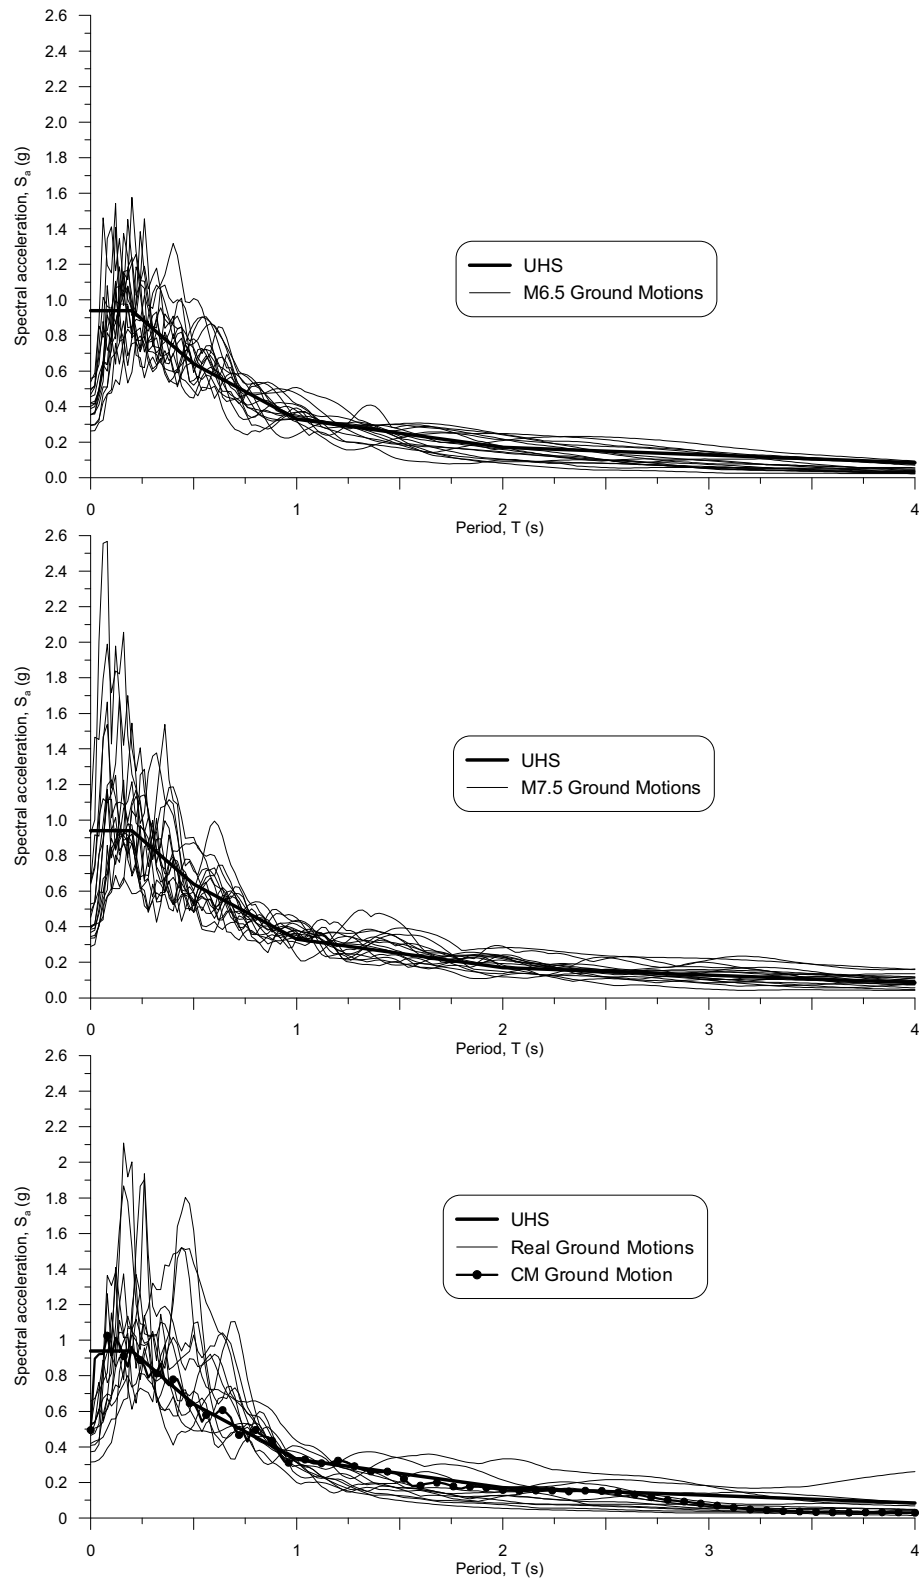 2.6
2.4
2.2
2.0
1.8
1.6
1.4
1.2
1.0
0.8
0.6
0.4
0.2
0.0
Spectral acceleration, Sa (g)
UHS
M6.5 Ground Motions
0 1 2 3 4
Period, T (s)
2.6
2.4
2.2
2.0
1.8
1.6
1.4
1.2
1.0
0.8
0.6
0.4
0.2
0.0
Spectral acceleration, Sa (g)
UHS
M7.5 Ground Motions
0 1 2 3 4
Period, T (s)
2.6
2.4
2.2
2
1.8
1.6
1.4
1.2
1
0.8
0.6
0.4
0.2
0
Spectral acceleration, Sa (g)
UHS
Real Ground Motions
CM Ground Motion
0 1 2 3 4
Period, T (s)